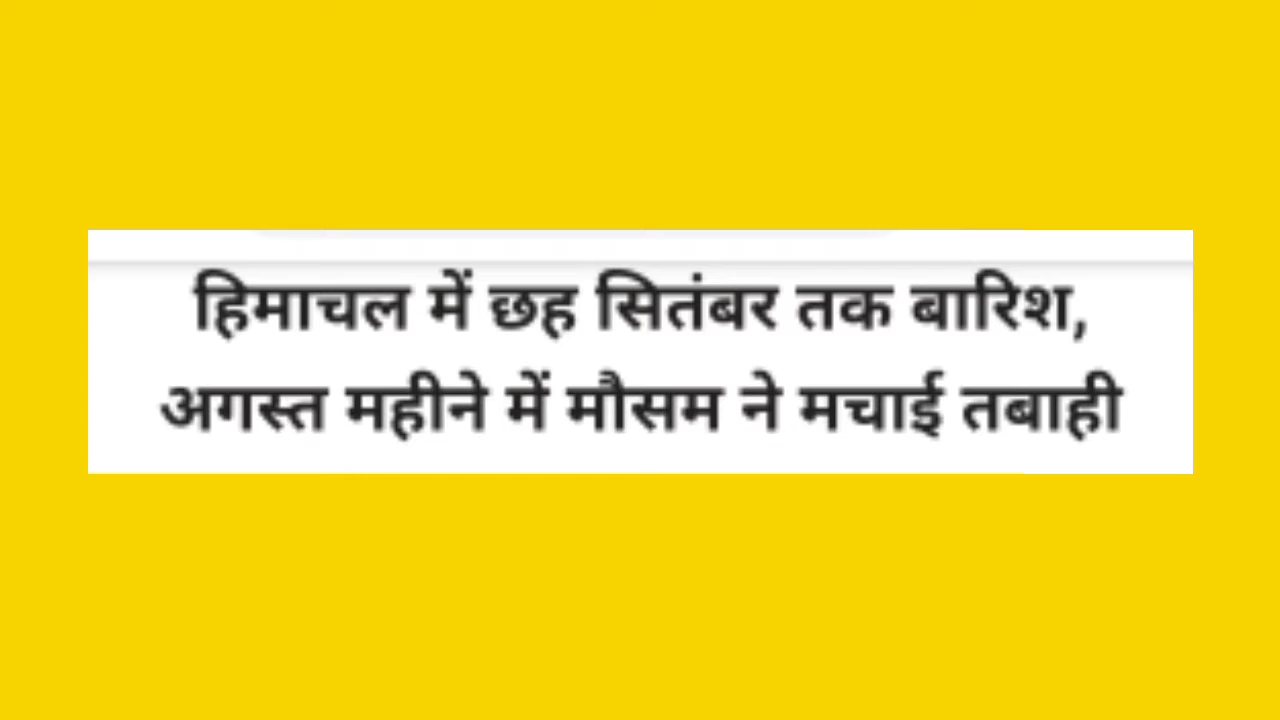 हिमाचल में छह सितंबर तक बारिश,
अगस्त महीने में मौसम ने मचाई तबाही